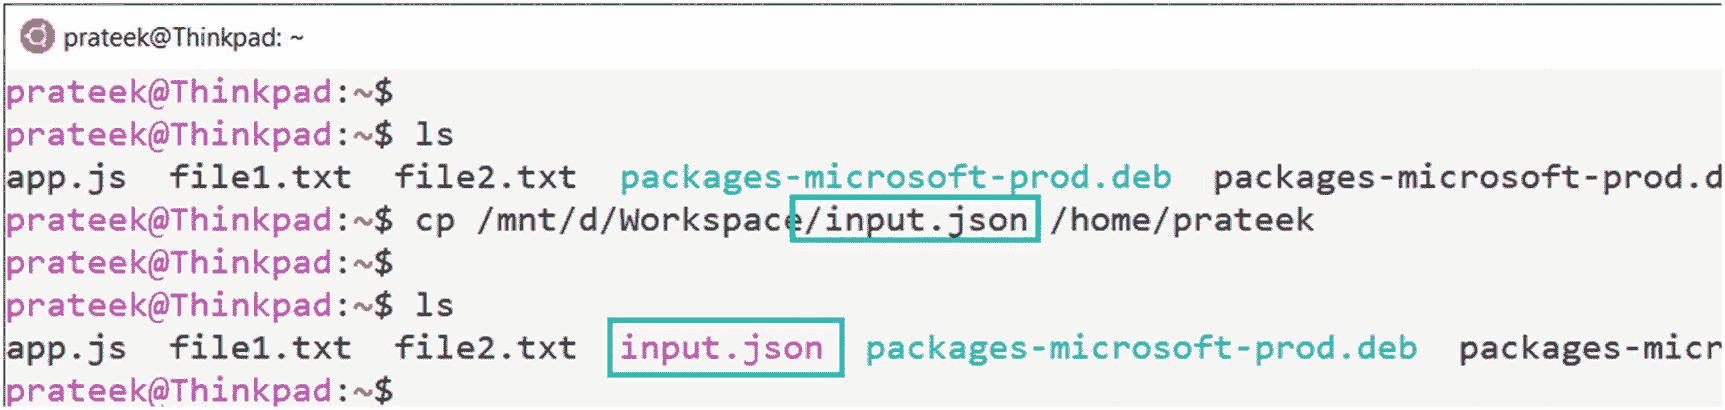 prateek@Thinkpad: ~
prateek@Thinkpad:~$
prateek@Thinkpad:~$ ls
app.js file1.txt file2.txt packages-microsoft-prod.deb packages-microsoft-prod.d
prateek@Thinkpad:~$ cp /mnt/d/Workspace/input.json /home/prateek
prateek@Thinkpad:~$
prateek@Thinkpad:~$ ls
app.js file1.txt file2.txt input.json packages-microsoft-prod.deb packages-micr
prateek@Thinkpad:~$